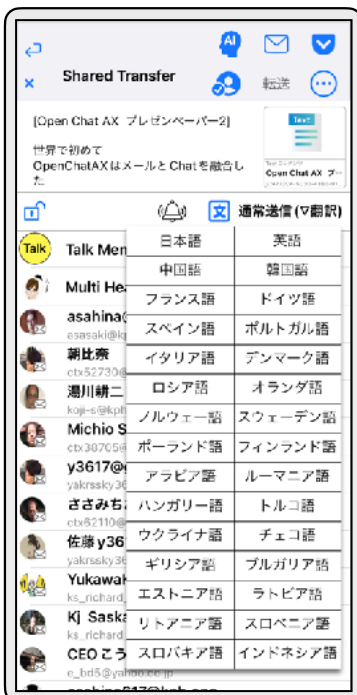 AI
Shared Transfer
転送
[Open Chat AX プレゼンペーパー2]
世界で初めて
OpenChatAXはメールとChatを融合し
た
Text
Open Chat AX プ…
文 通常送信(▽翻訳)
Talk Talk Men
日本語 英語
中国語 韓国語
Multi He
フランス語 ドイツ語
asahina
asasaki@k
スペイン語 ポルトガル語
朝比奈
ctx52730
イタリア語 デンマーク語
湯川耕二
koji-s@kph
ロシア語 オランダ語
ノルウェー語 スウェーデン語
Michio S
ctx38705
ポーランド語 フィンランド語
y3617@
yakrssky3
アラビア語 ルーマニア語
ささみち
ctx62110@
ハンガリー語 トルコ語
佐藤 y36
yakrssky3
ウクライナ語 チェコ語
ギリシア語 ブルガリア語
Yukawa
ks_richard
エストニア語 ラトビア語
Kj Saska
ks_richard
リトアニア語 スロベニア語
CEO こう
e_bd5@yahoo.co.jp
スロバキア語 インドネシア語